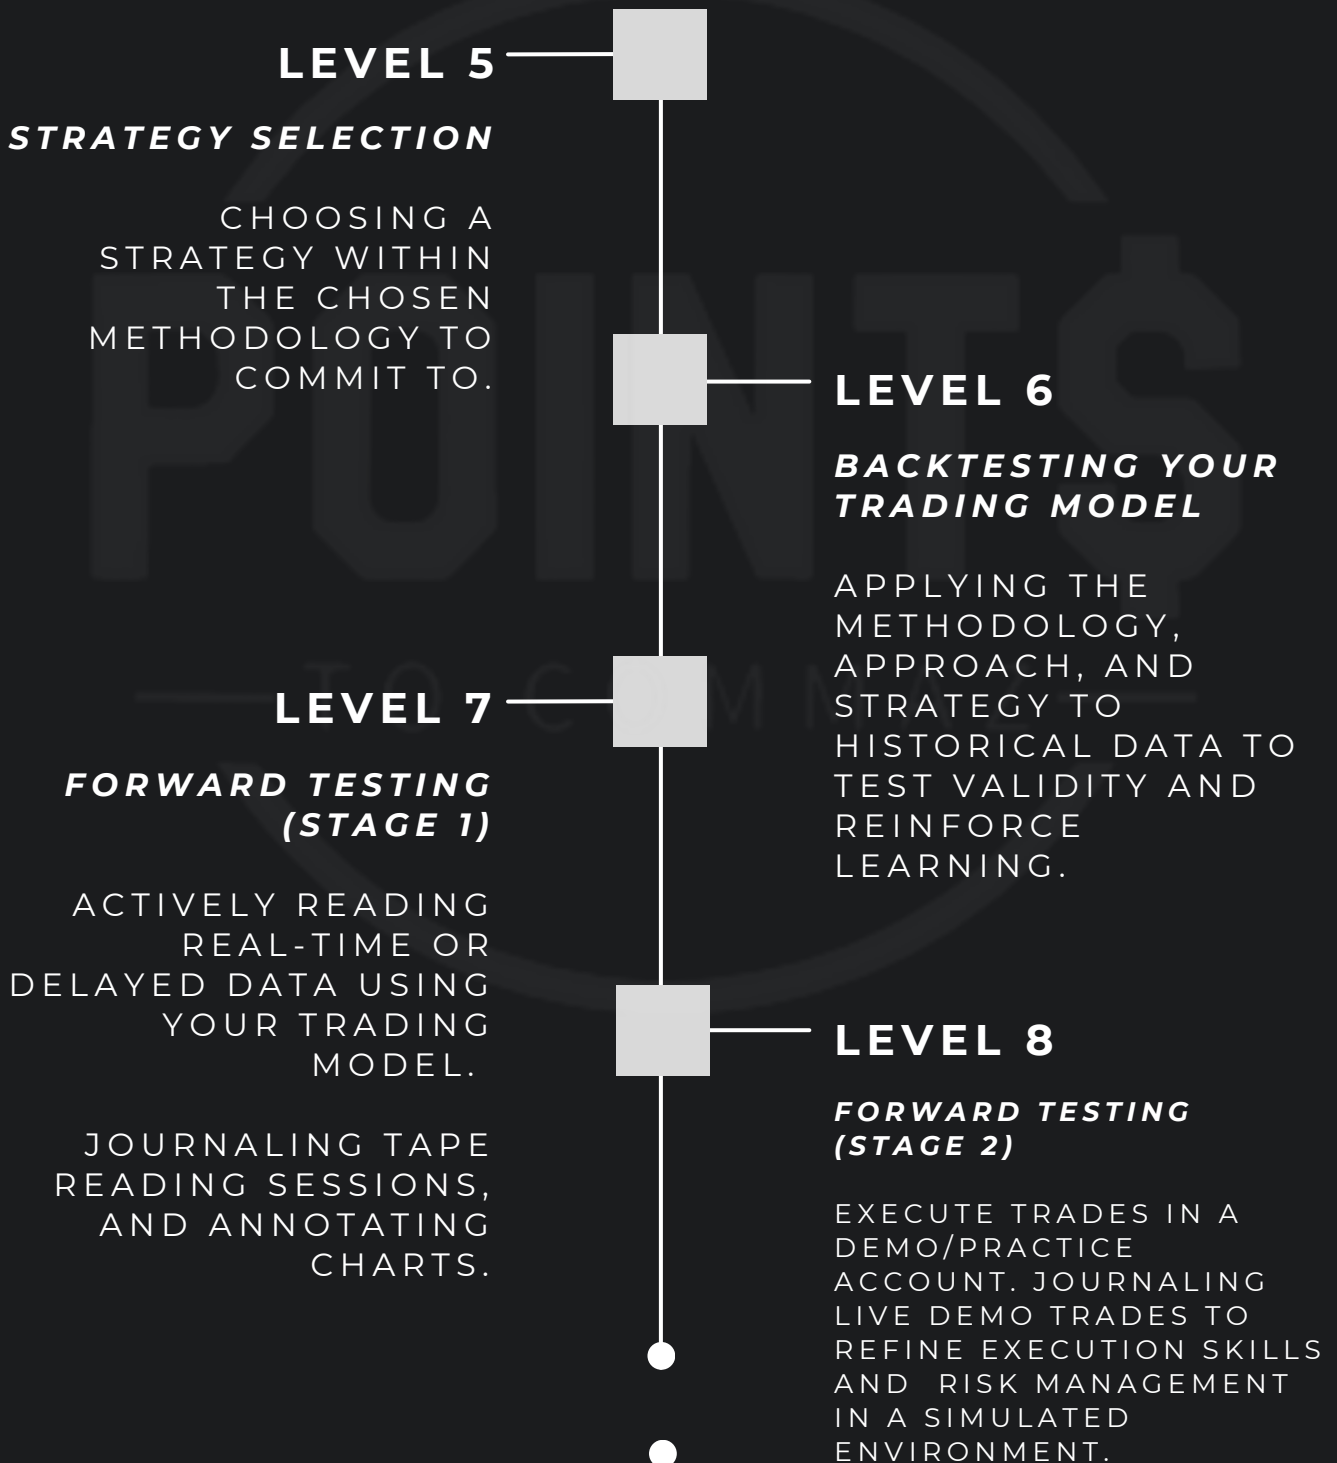 LEVEL 5
STRATEGY SELECTION
CHOOSING A
STRATEGY WITHIN
THE CHOSEN
METHODOLOGY TO
COMMIT TO.
LEVEL 6
BACKTESTING YOUR
TRADING MODEL
APPLYING THE
METHODOLOGY,
APPROACH, AND
STRATEGY TO
HISTORICAL DATA TO
TEST VALIDITY AND
REINFORCE
LEARNING.
LEVEL 7
FORWARD TESTING
(STAGE 1)
ACTIVELY READING
REAL-TIME OR
DELAYED DATA USING
YOUR TRADING
MODEL.
JOURNALING TAPE
READING SESSIONS,
AND ANNOTATING
CHARTS.
LEVEL 8
FORWARD TESTING
(STAGE 2)
EXECUTE TRADES IN A
DEMO/PRACTICE
ACCOUNT. JOURNALING
LIVE DEMO TRADES TO
REFINE EXECUTION SKILLS
AND RISK MANAGEMENT
IN A SIMULATED
ENVIRONMENT.
POINT$